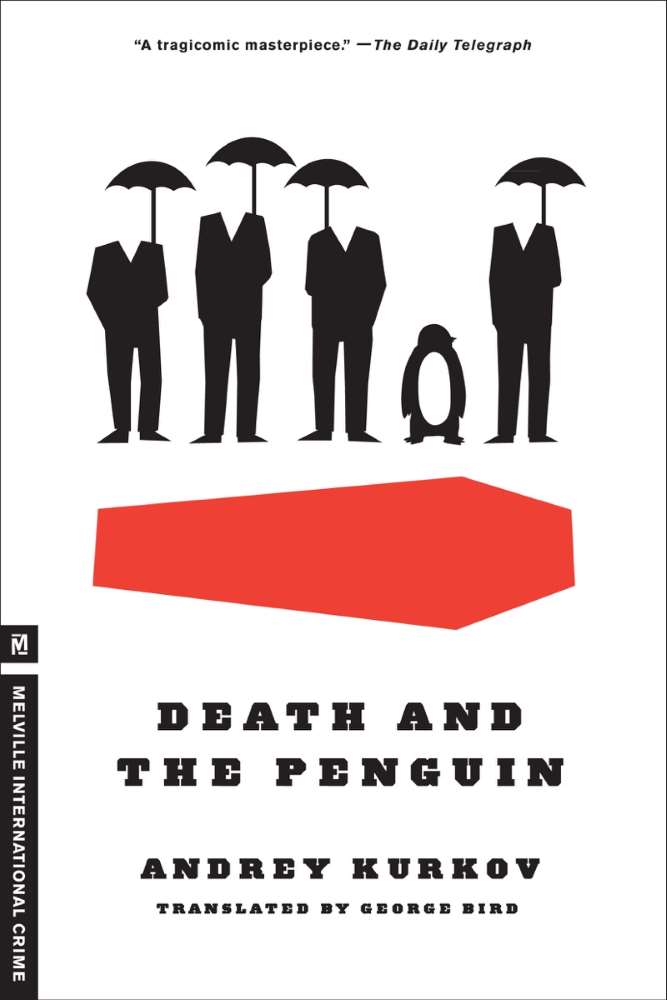 “A tragicomic masterpiece.” —The Daily Telegraph
DEATH AND
THE PENGUIN
ANDREY KURKOV
TRANSLATED BY GEORGE BIRD
MELVILLE INTERNATIONAL CRIME